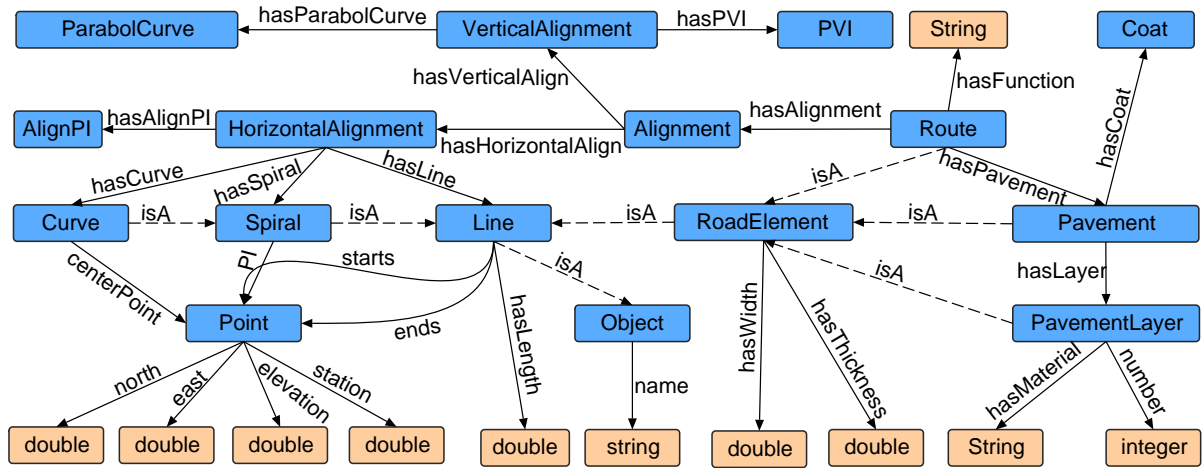 ParabolCurve
hasParabolCurve
VerticalAlignment
hasPVI
PVI
String
Coat
hasVerticalAlign
hasFunction
hasCoat
AlignPI
hasAlignPI
HorizontalAlignment
hasHorizontalAlign
Alignment
hasAlignment
Route
hasCurve
hasSpiral
hasLine
isA
hasPavement
Curve
isA
Spiral
isA
Line
isA
RoadElement
isA
Pavement
centerPoint
PI
starts
isA
isA
hasLayer
Point
ends
hasLength
Object
hasWidth
hasThickness
PavementLayer
north
east
elevation
station
name
hasMaterial
number
double
double
double
double
double
string
double
double
String
integer